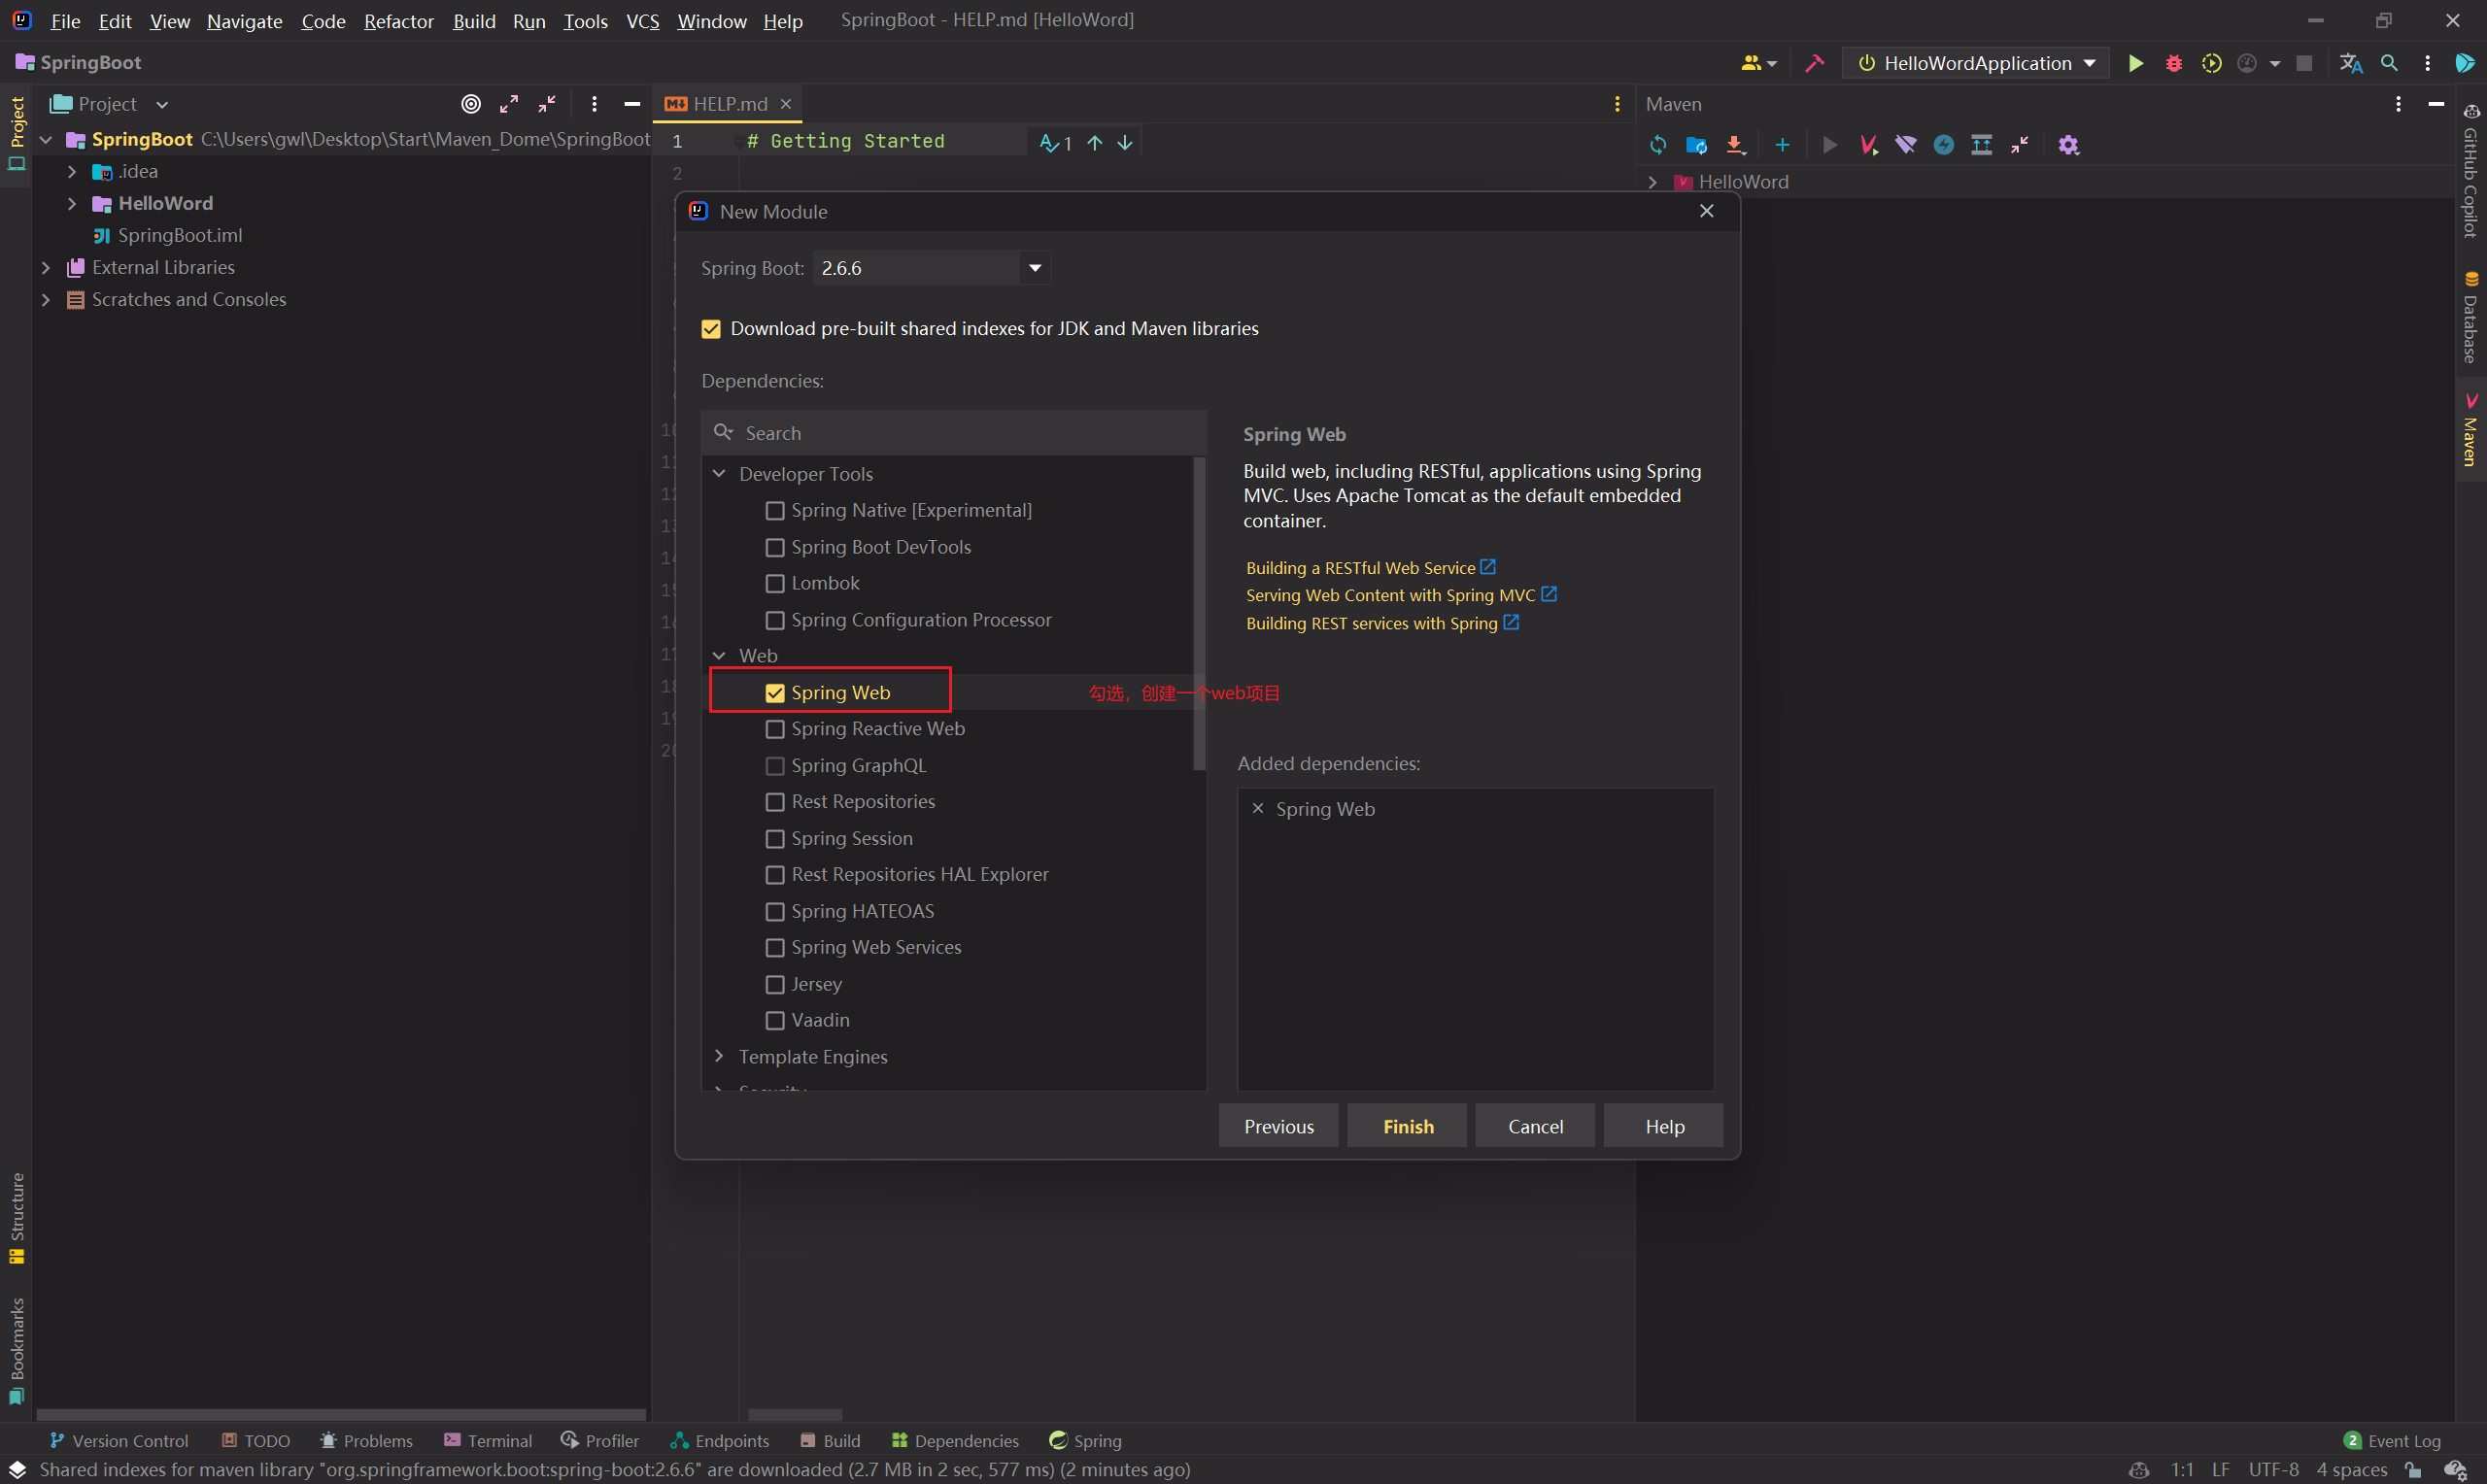 File Edit View Navigate Code Refactor Build Run Tools VCS Window Help SpringBoot - HELP.md [HelloWord]
SpringBoot
HelloWordApplication
Project
Project
HELP.md
Maven
SpringBoot C:\Users\gwl\Desktop\Start\Maven_Dome\SpringBoot
.idea
HelloWord
SpringBoot.iml
External Libraries
Scratches and Consoles
1 # Getting Started
1
2
HelloWord
New Module
Spring Boot: 2.6.6
Download pre-built shared indexes for JDK and Maven libraries
Dependencies:
Search
Developer Tools
Spring Native [Experimental]
Spring Boot DevTools
Lombok
Spring Configuration Processor
Web
Spring Web
勾选，创建一个web项目
Spring Reactive Web
Spring GraphQL
Rest Repositories
Spring Session
Rest Repositories HAL Explorer
Spring HATEOAS
Spring Web Services
Jersey
Vaadin
Template Engines
Security
Spring Web
Build web, including RESTful, applications using Spring
MVC. Uses Apache Tomcat as the default embedded
container.
Building a RESTful Web Service
Serving Web Content with Spring MVC
Building REST services with Spring
Added dependencies:
Spring Web
Previous Finish Cancel Help
GitHub Copilot
Database
Maven
Structure
Bookmarks
Version Control TODO Problems Terminal Profiler Endpoints Build Dependencies Spring 2 Event Log
Shared indexes for maven library "org.springframework.boot:spring-boot:2.6.6" are downloaded (2.7 MB in 2 sec, 577 ms) (2 minutes ago) 1:1 LF UTF-8 4 spaces